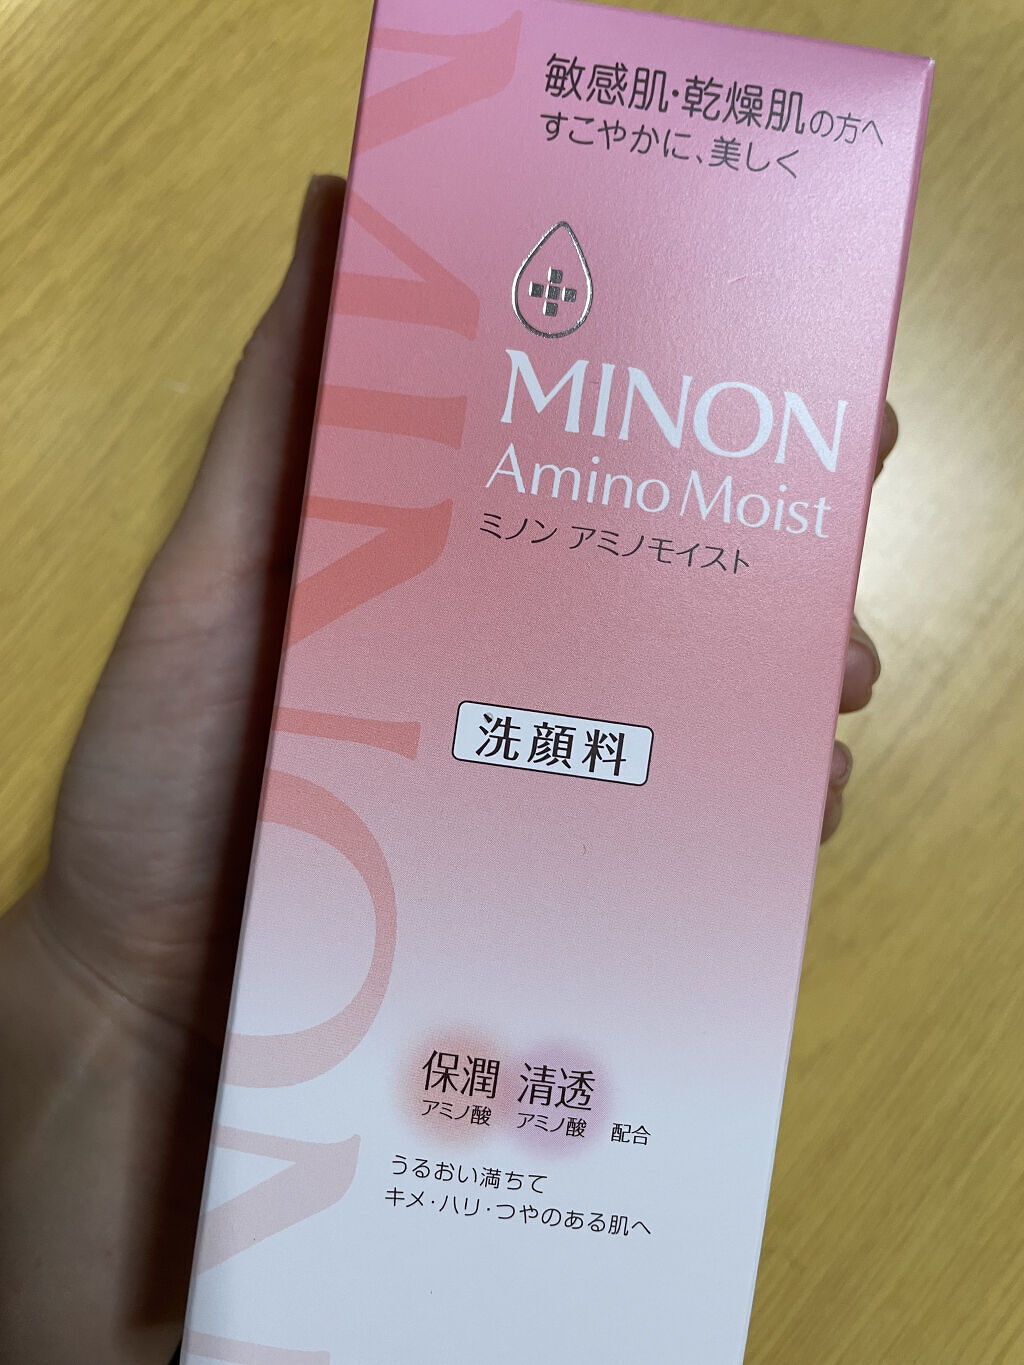 敏感肌・乾燥肌の方へ
すこやかに、美しく
MINON
Amino Moist
ミノン アミノモイスト
洗顔料
保潤 清透
アミノ酸 アミノ酸 配合
うるおい満ちて
キメ・ハリ・つやのある肌へ
MINON